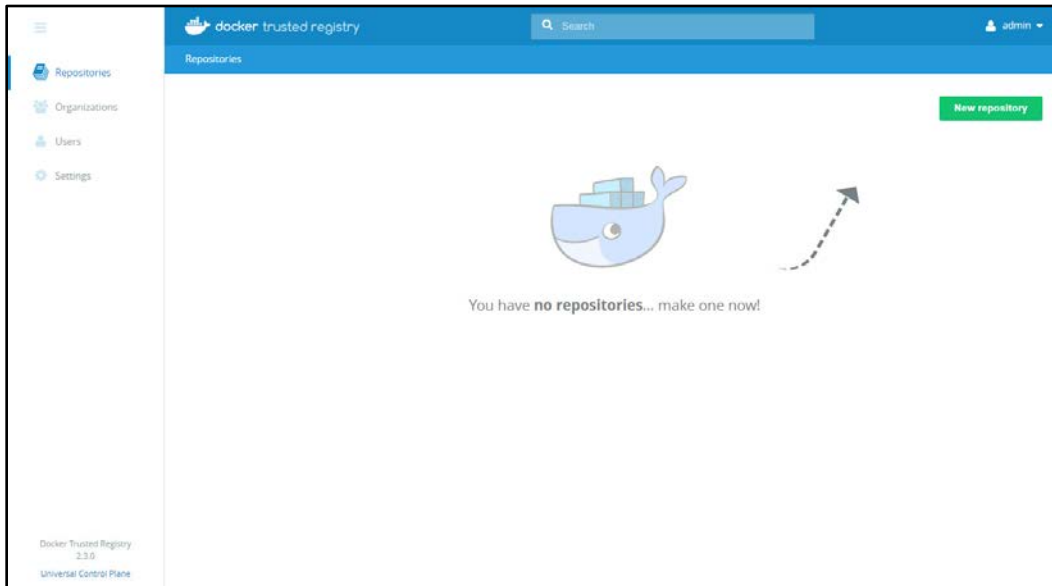 docker trusted registry
Search
admin
Repositories
Repositories
Organizations
Users
Settings
New repository
You have no repositories... make one now!
Docker Trusted Registry
2.3.0
Universal Control Plane